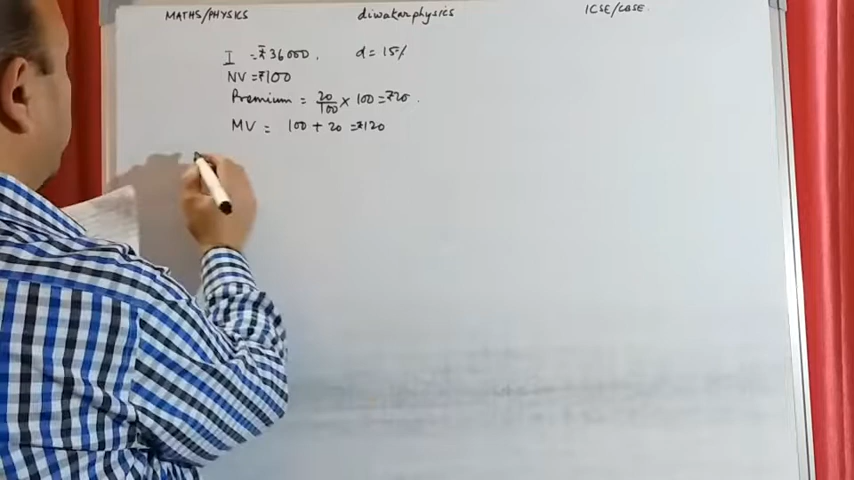 MATHS/PHYSICS diwakarphysics ICSE/CBSE
I = ₹36000. d = 15%
NV = ₹100
Premium = 20/100 × 100 = ₹20.
MV = 100 + 20 = ₹120